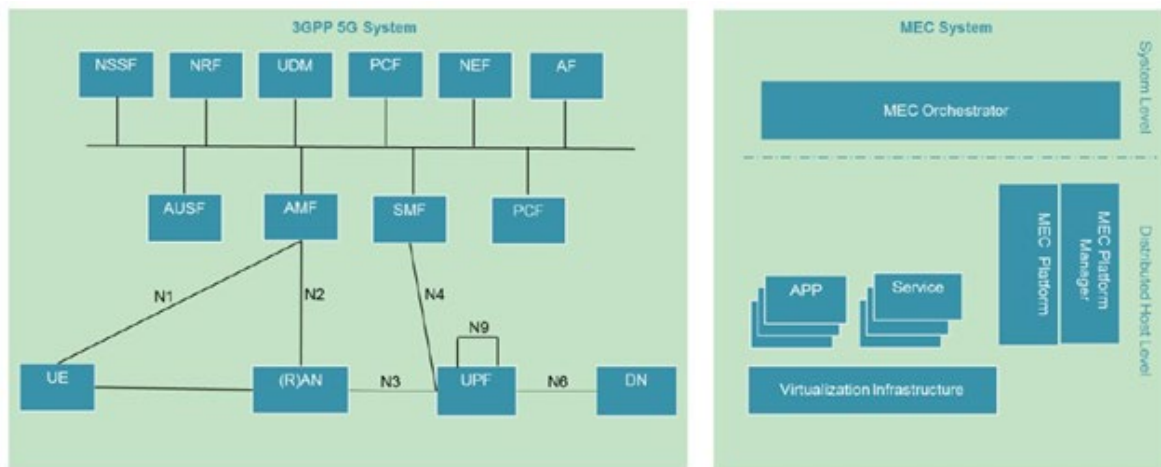 3GPP 5G System
NSSF
NRF
UDM
PCF
NEF
AF
AUSF
AMF
SMF
PCF
N1
N2
N4
N9
UE
(R)AN
N3
UPF
N6
DN
MEC System
System Level
MEC Orchestrator
Distributed Host Level
MEC Platform
MEC Platform
Manager
APP
Service
Virtualization Infrastructure